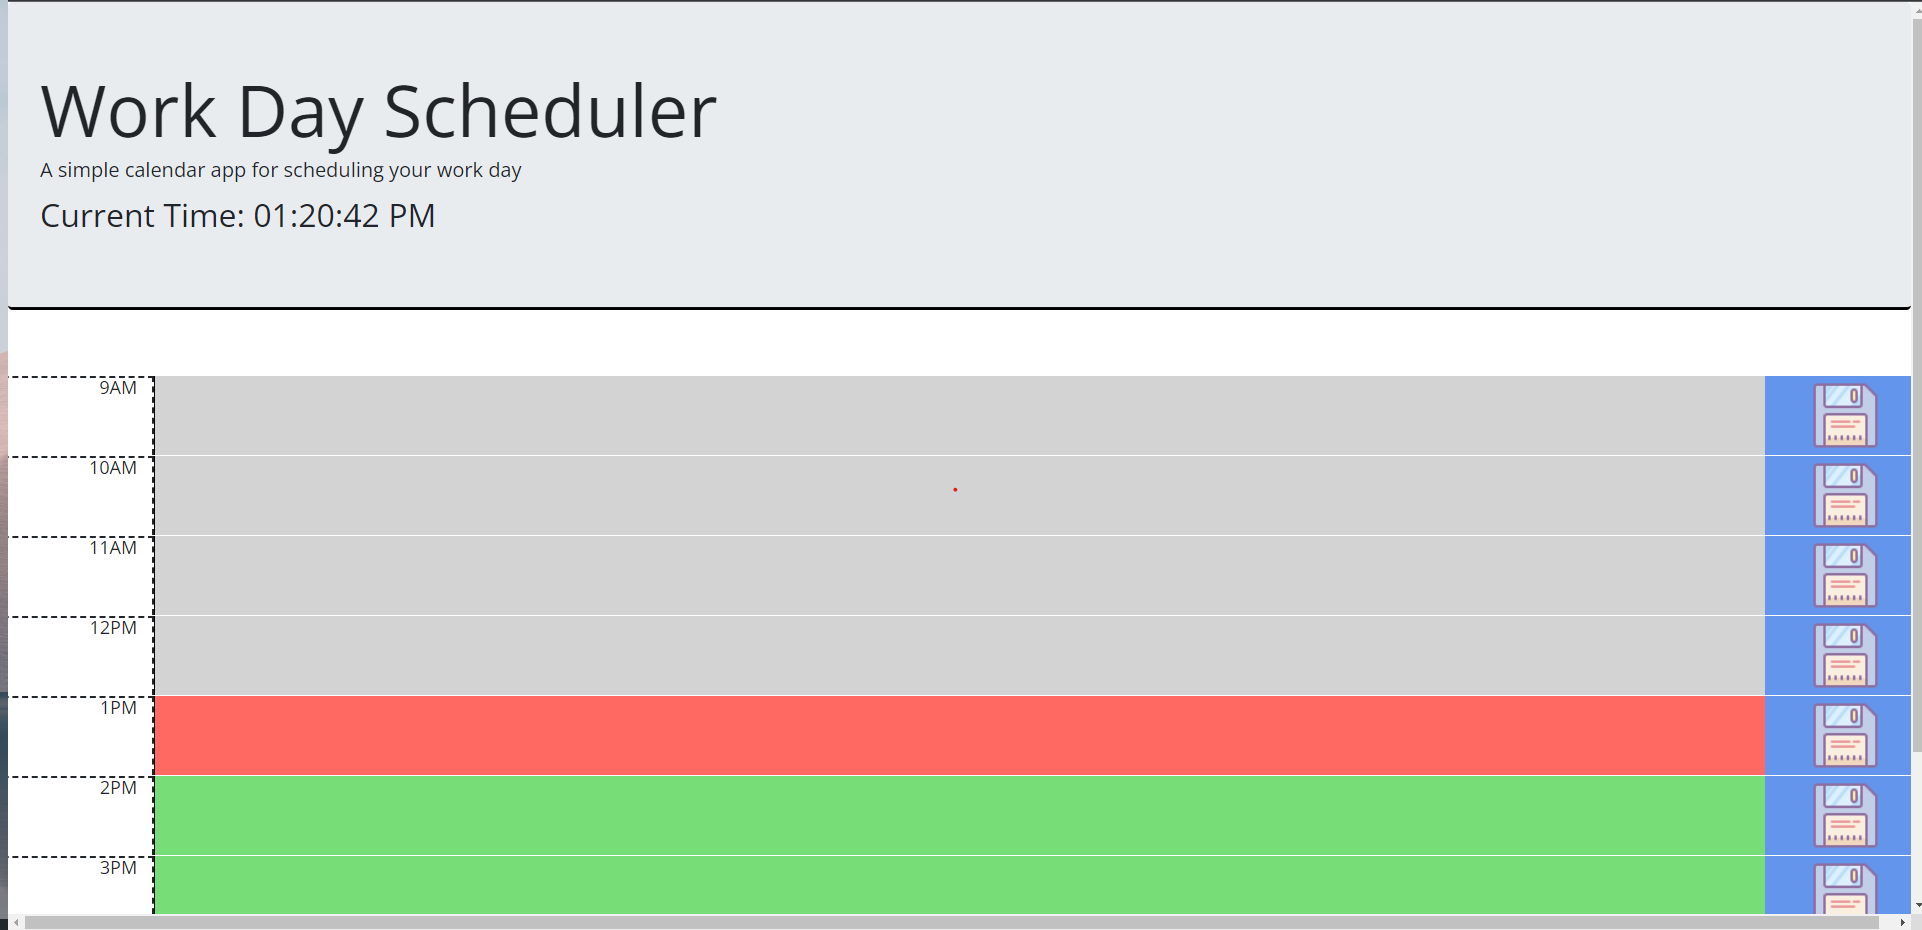 Work Day Scheduler
A simple calendar app for scheduling your work day
Current Time: 01:20:42 PM
9AM
10AM
11AM
12PM
1PM
2PM
3PM